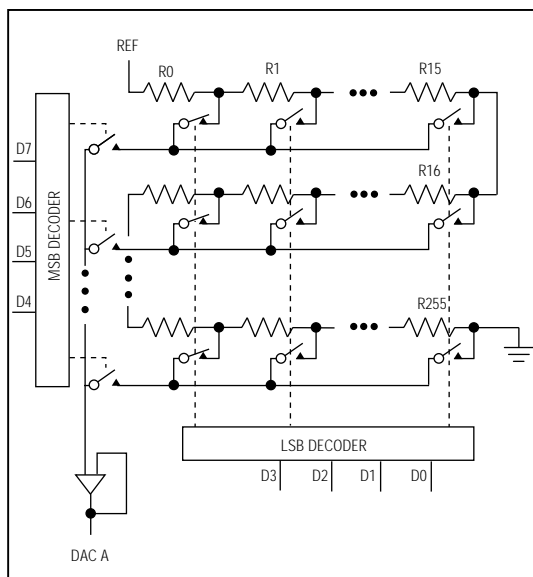 REF
R0
R1
R15
D7
D6
D5
D4
MSB DECODER
R16
R255
LSB DECODER
D3
D2
D1
D0
DAC A